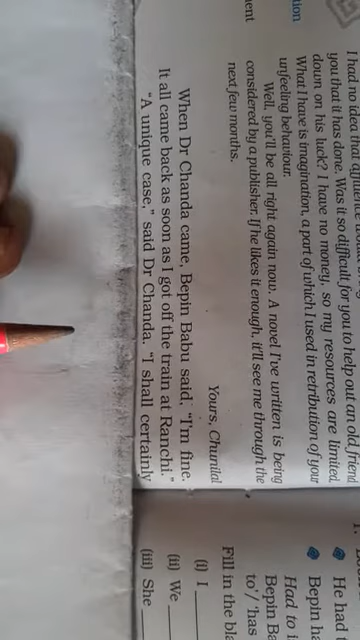 I had no idea that
you that it has done. Was it so difficult for you to help out an old friend
down on his luck? I have no money, so my resources are limited.
What I have is imagination, a part of which I used in retribution of your
unfeeling behaviour.
Well, you'll be all right again now. A novel I've written is being
considered by a publisher. If he likes it enough, it'll see me through the
next few months.
Yours, Chunilal
When Dr Chanda came, Bepin Babu said, "I'm fine.
It all came back as soon as I got off the train at Ranchi."
"A unique case," said Dr Chanda. "I shall certainly
He had
Bepin h
Had to i
Bepin Ba
to'/ 'has
Fill in the bla
(i) I
(ii) We
(iii) She